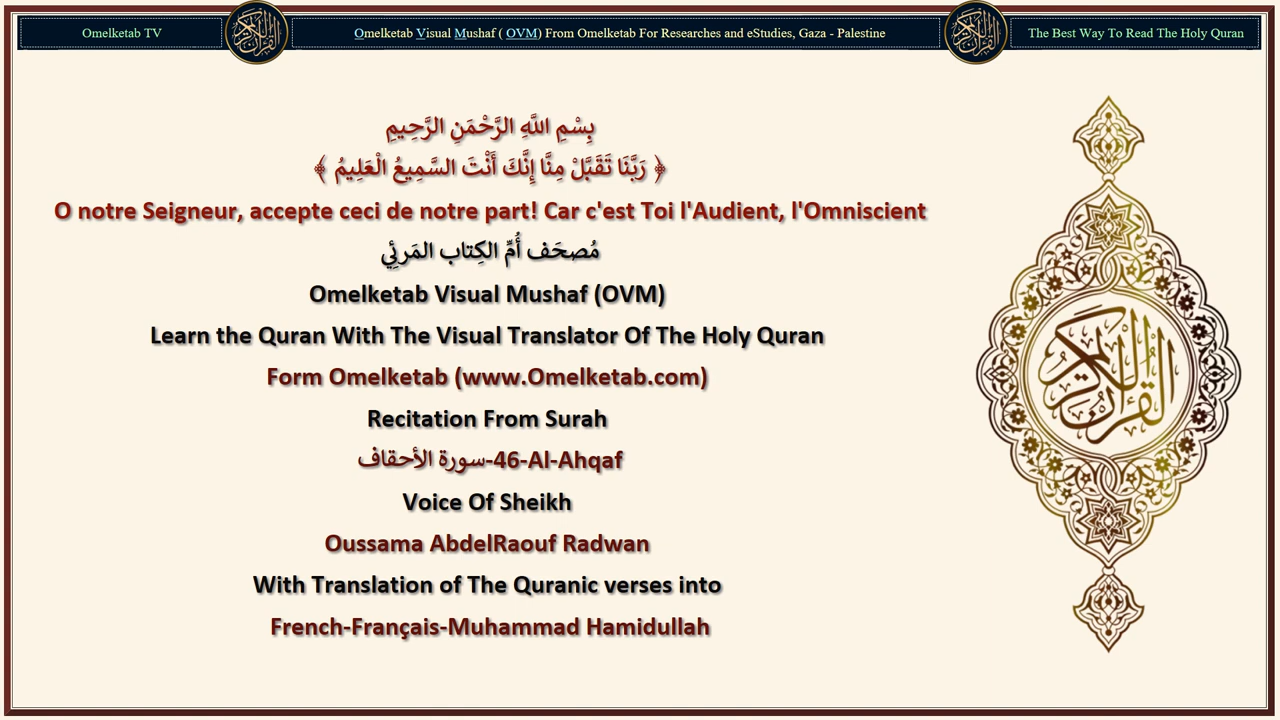 Omelketab TV
Omelketab Visual Mushaf ( OVM) From Omelketab For Researches and eStudies, Gaza - Palestine
The Best Way To Read The Holy Quran
بِسْمِ اللَّهِ الرَّحْمَنِ الرَّحِيمِ
﴿ رَبَّنَا تَقَبَّلْ مِنَّا إِنَّكَ أَنْتَ السَّمِيعُ الْعَلِيمُ ﴾
O notre Seigneur, accepte ceci de notre part! Car c'est Toi l'Audient, l'Omniscient
مُصحَف أُمِّ الكِتاب المَرئِي
Omelketab Visual Mushaf (OVM)
Learn the Quran With The Visual Translator Of The Holy Quran
Form Omelketab (www.Omelketab.com)
Recitation From Surah
سورة الأحقاف-46-Al-Ahqaf
Voice Of Sheikh
Oussama AbdelRaouf Radwan
With Translation of The Quranic verses into
French-Français-Muhammad Hamidullah
القرآن الكريم